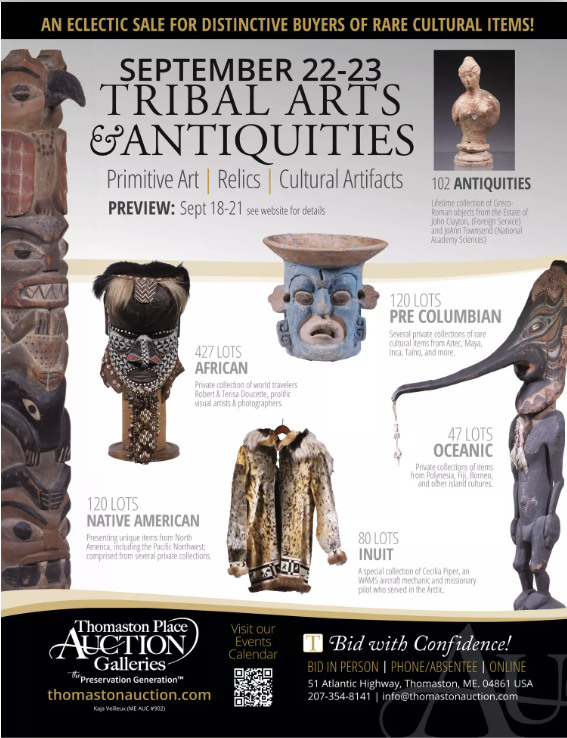 AN ECLECTIC SALE FOR DISTINCTIVE BUYERS OF RARE CULTURAL ITEMS!
SEPTEMBER 22-23
TRIBAL ARTS
&ANTIQUITIES
Primitive Art | Relics | Cultural Artifacts
PREVIEW: Sept 18-21 see website for details
102 ANTIQUITIES
Lifetime collection of Greco-
Roman objects from the Estate of
John Clayton, (Foreign Service)
and JoAnn Townsend (National
Academy Sciences)
120 LOTS
PRE COLUMBIAN
Several private collections of rare
cultural items from Aztec, Maya,
Inca, Taíno, and more.
427 LOTS
AFRICAN
Private collection of world travelers
Robert & Terisa Doucette, prolific
visual artists & photographers.
47 LOTS
OCEANIC
Private collections of items
from Polynesia, Fiji, Borneo,
and other island cultures.
120 LOTS
NATIVE AMERICAN
Presenting unique items from North
America, including the Pacific Northwest;
comprised from several private collections.
80 LOTS
INUIT
A special collection of Cecilia Piper, an
WAMS aircraft mechanic and missionary
pilot who served in the Arctic.
Thomaston Place
AUCTION
Galleries
The "Preservation Generation"™
thomastonauction.com
Kaja Veilleux (ME AUC #902)
Visit our
Events
Calendar
T Bid with Confidence!
BID IN PERSON | PHONE/ABSENTEE | ONLINE
51 Atlantic Highway, Thomaston, ME. 04861 USA
207-354-8141 | info@thomastonauction.com
AU